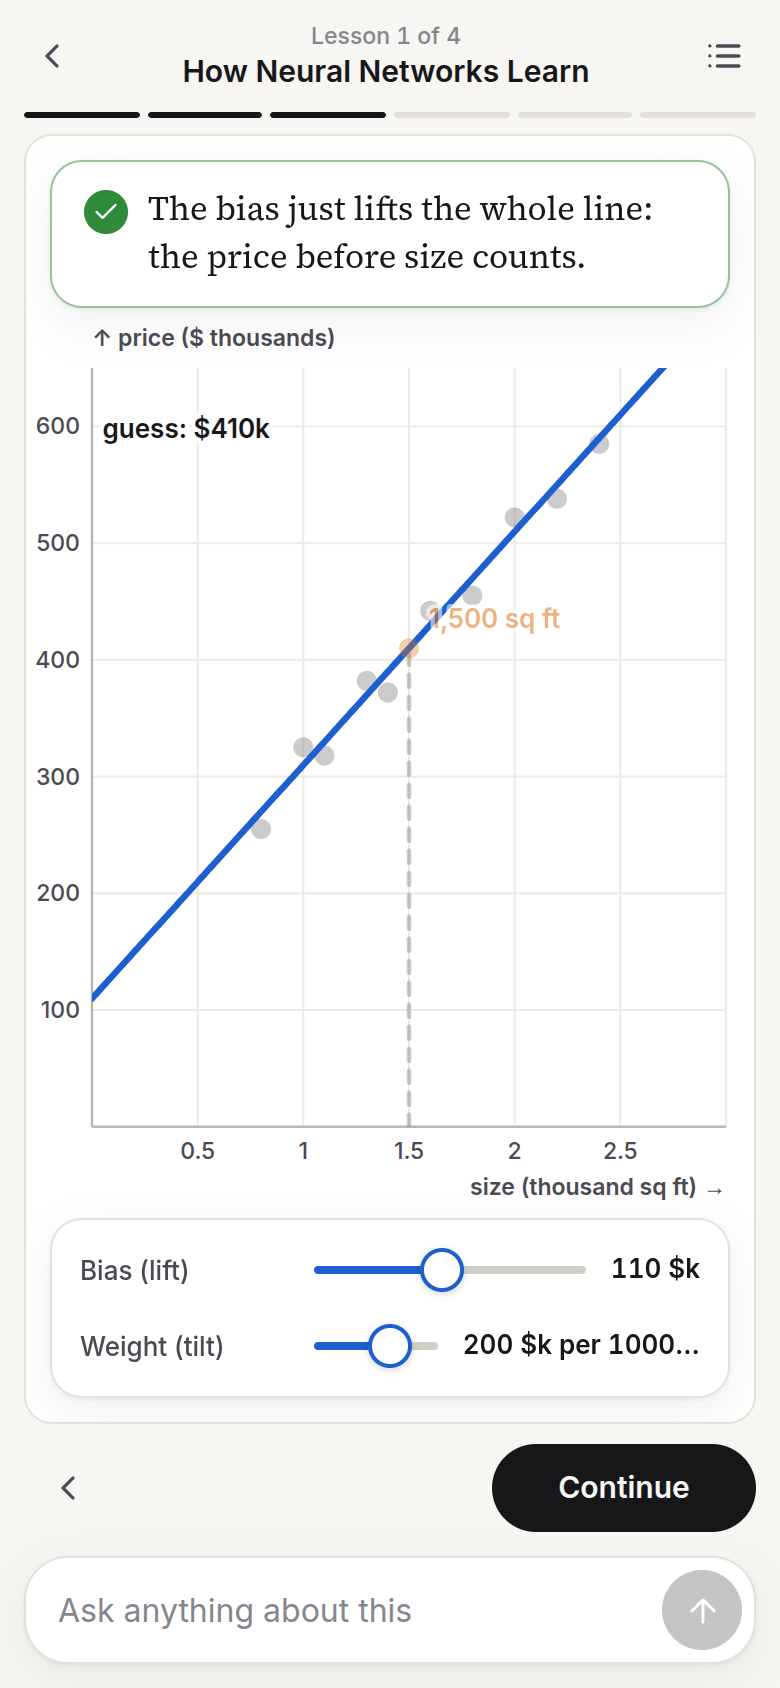 Lesson 1 of 4
How Neural Networks Learn
The bias just lifts the whole line:
the price before size counts.
↑ price ($ thousands)
600
guess: $410k
500
1,500 sq ft
400
300
200
100
0.5 1 1.5 2 2.5
size (thousand sq ft) →
Bias (lift) 110 $k
Weight (tilt) 200 $k per 1000...
Continue
Ask anything about this